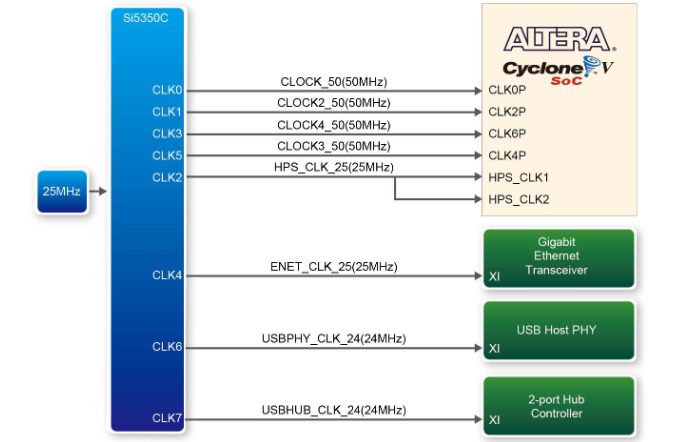 Si5350C
25MHz
CLK0
CLOCK_50(50MHz)
CLK1
CLOCK2_50(50MHz)
CLK3
CLOCK4_50(50MHz)
CLK5
CLOCK3_50(50MHz)
CLK2
HPS_CLK_25(25MHz)
CLK4
ENET_CLK_25(25MHz)
CLK6
USBPHY_CLK_24(24MHz)
CLK7
USBHUB_CLK_24(24MHz)
ALTERA.
Cyclone V
SoC
CLK0P
CLK2P
CLK6P
CLK4P
HPS_CLK1
HPS_CLK2
Gigabit
Ethernet
Transceiver
XI
USB Host PHY
XI
2-port Hub
Controller
XI